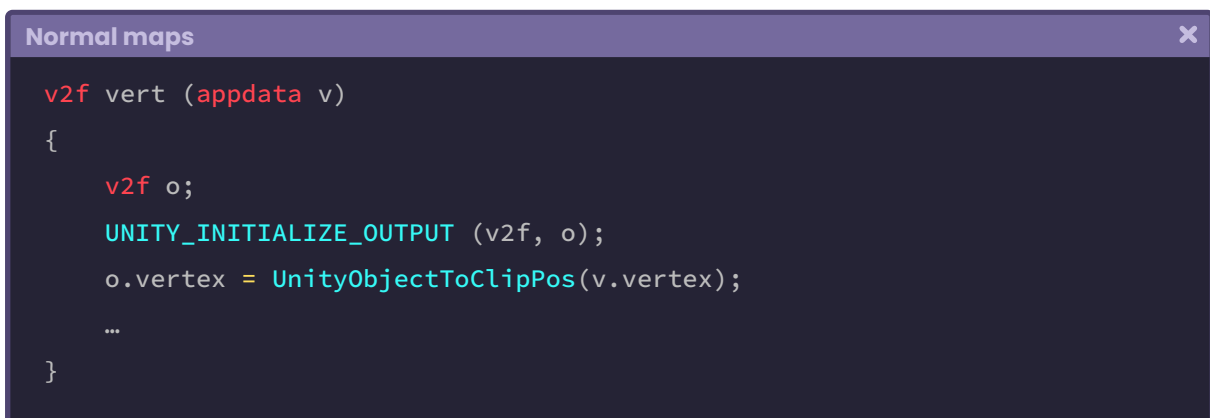 Normal maps
v2f vert (appdata v)
{
v2f o;
UNITY_INITIALIZE_OUTPUT (v2f, o);
o.vertex = UnityObjectToClipPos(v.vertex);
…
}